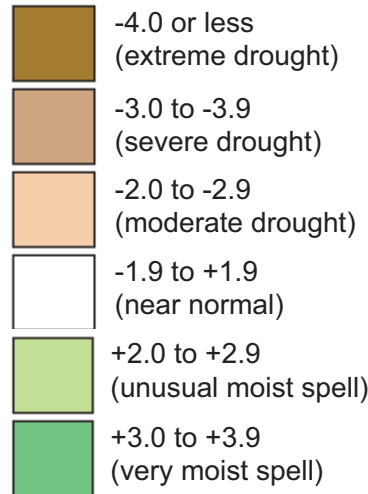 -4.0 or less
(extreme drought)
-3.0 to -3.9
(severe drought)
-2.0 to -2.9
(moderate drought)
-1.9 to +1.9
(near normal)
+2.0 to +2.9
(unusual moist spell)
+3.0 to +3.9
(very moist spell)